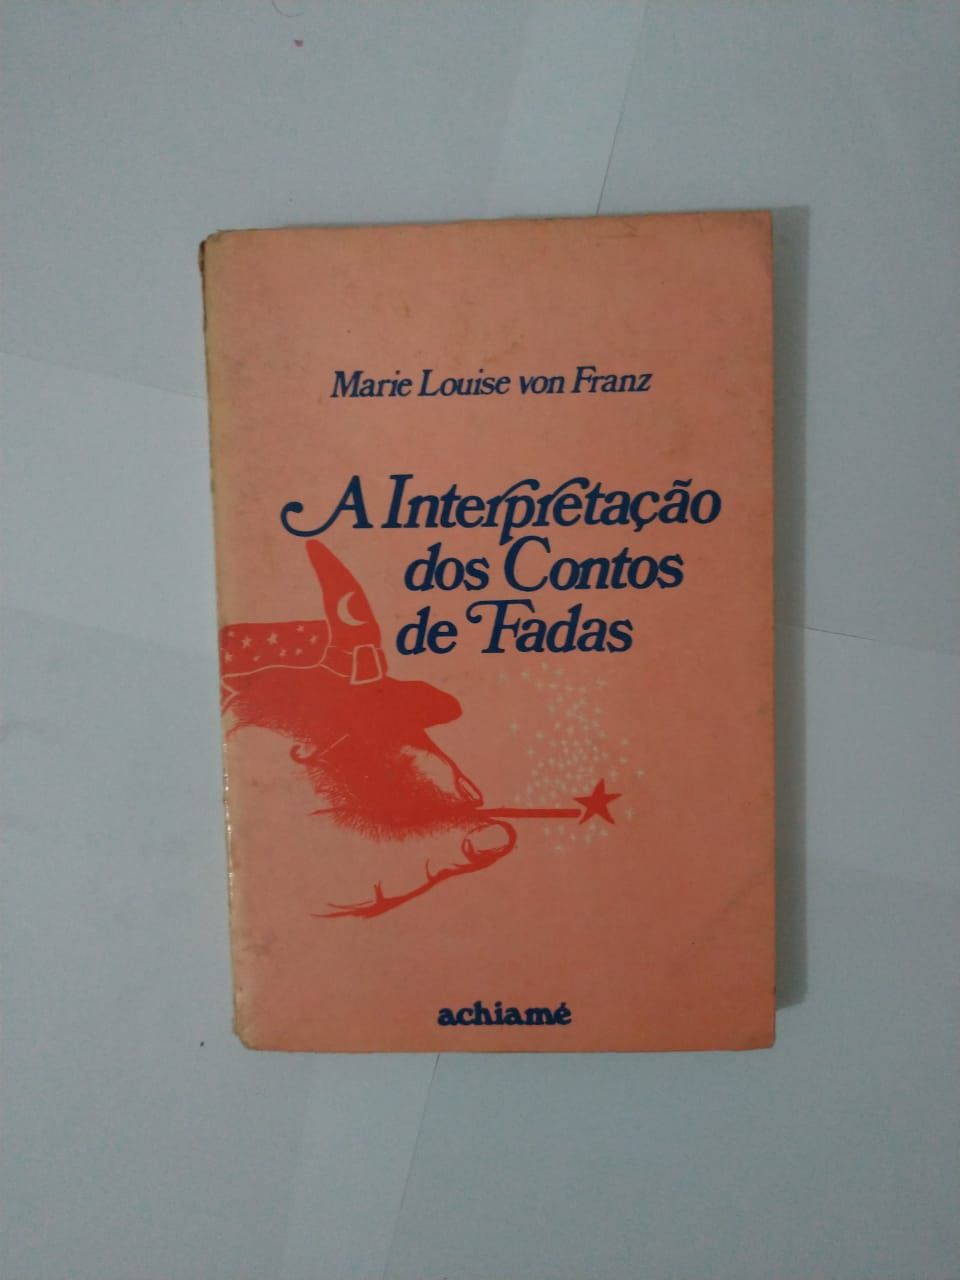 Marie Louise von Franz
A Interpretação
dos Contos
de Fadas
achiamé